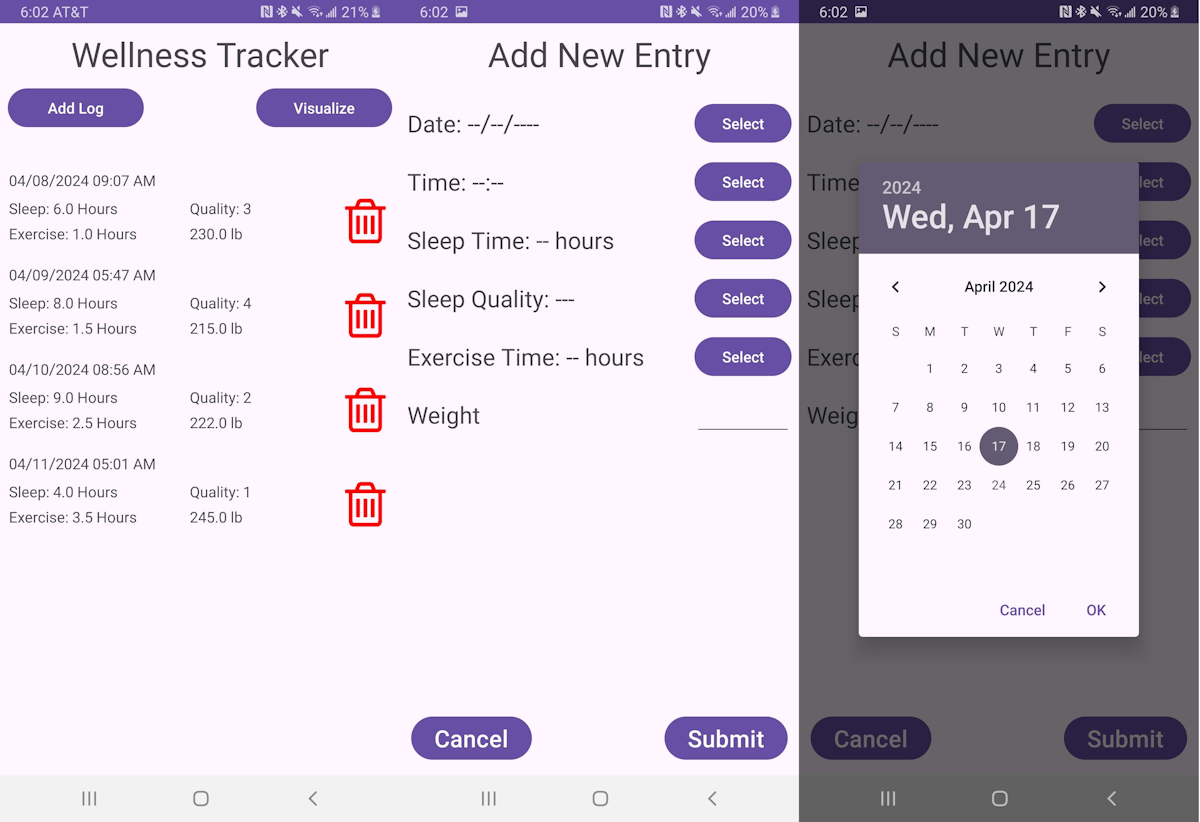 6:02 AT&T 21%
Wellness Tracker
Add Log Visualize
04/08/2024 09:07 AM
Sleep: 6.0 Hours Quality: 3
Exercise: 1.0 Hours 230.0 lb
04/09/2024 05:47 AM
Sleep: 8.0 Hours Quality: 4
Exercise: 1.5 Hours 215.0 lb
04/10/2024 08:56 AM
Sleep: 9.0 Hours Quality: 2
Exercise: 2.5 Hours 222.0 lb
04/11/2024 05:01 AM
Sleep: 4.0 Hours Quality: 1
Exercise: 3.5 Hours 245.0 lb
6:02 20%
Add New Entry
Date: --/--/---- Select
Time: --:-- Select
Sleep Time: -- hours Select
Sleep Quality: --- Select
Exercise Time: -- hours Select
Weight
Cancel Submit
6:02 20%
Add New Entry
Date: --/--/---- Select
Time lect
Sleep lect
Sleep lect
Exerc lect
Weig
2024
Wed, Apr 17
April 2024
S M T W T F S
1 2 3 4 5 6
7 8 9 10 11 12 13
14 15 16 17 18 19 20
21 22 23 24 25 26 27
28 29 30
Cancel OK
Cancel Submit